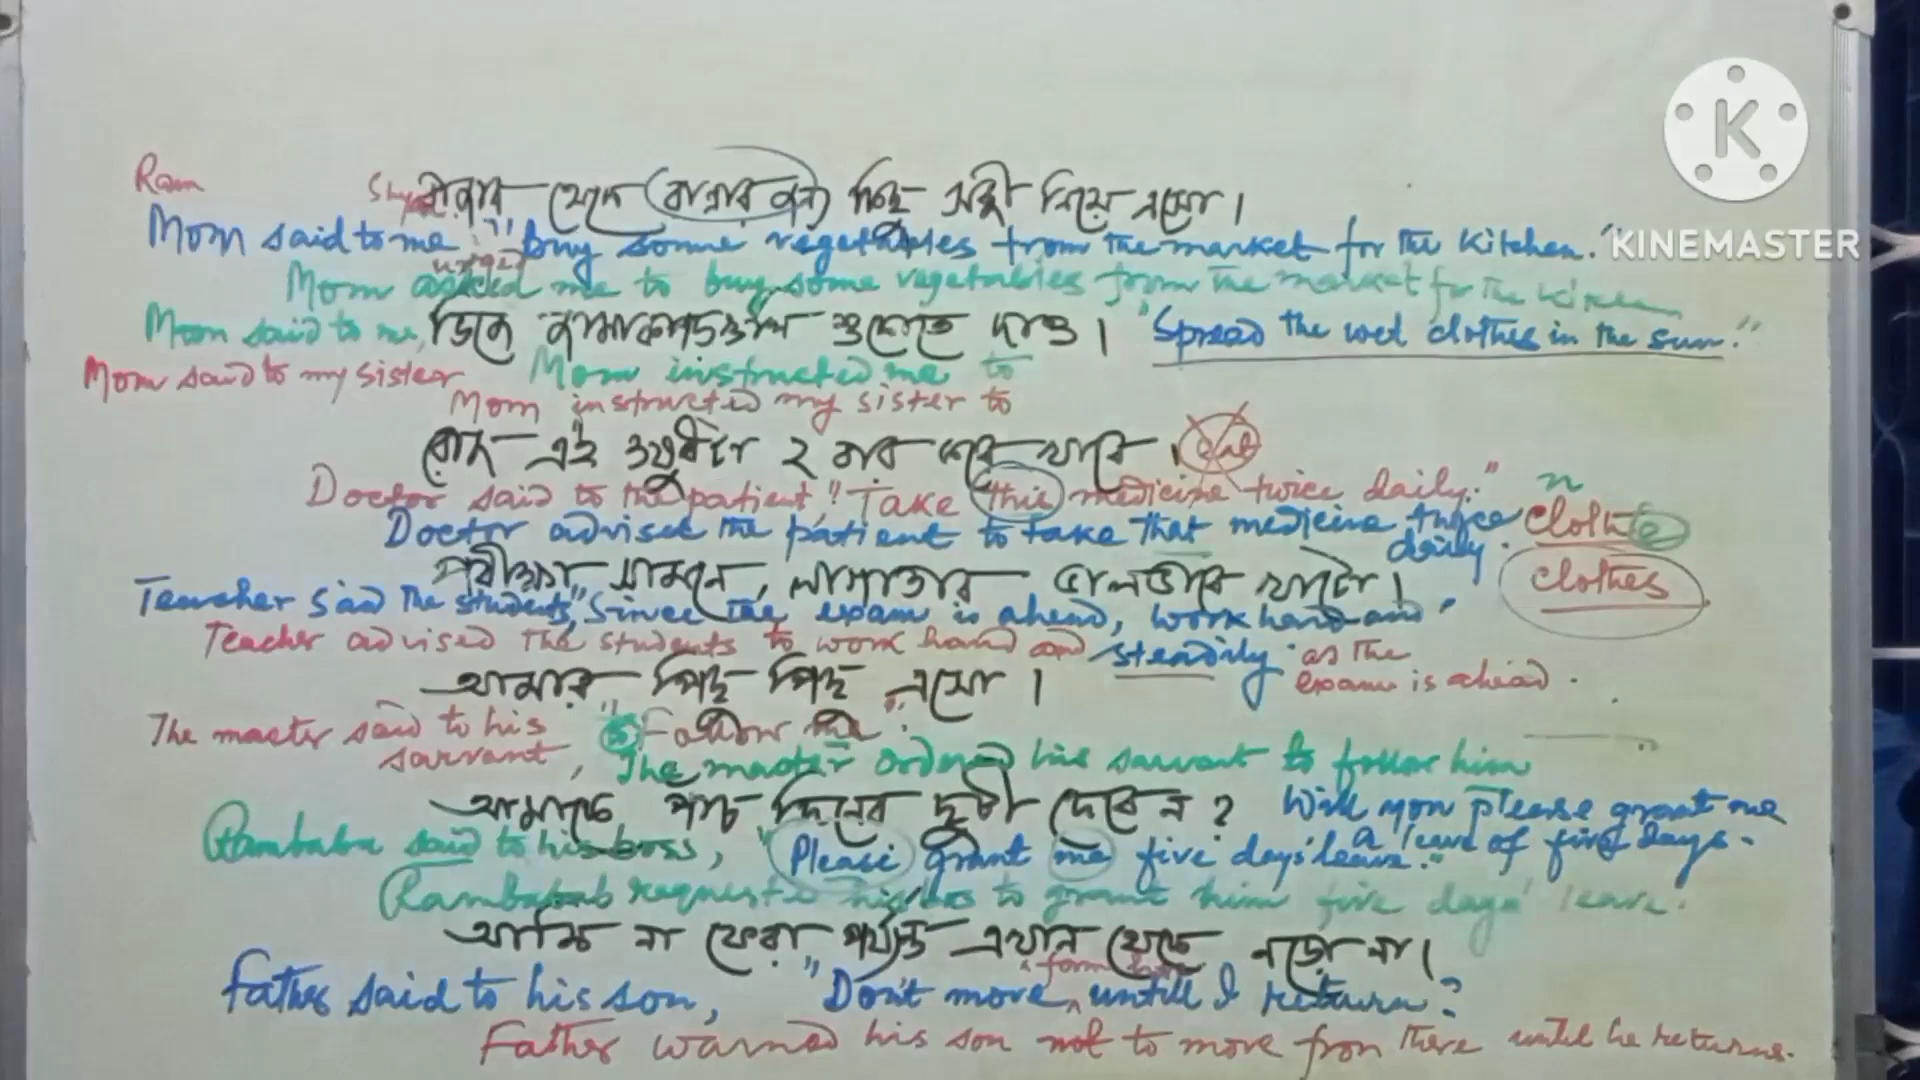 Ram
বাজার থেকে রান্নার জন্য কিছু সব্জী নিয়ে এসো।
Mom said to me, "buy some vegetables from the market for the kitchen."
KINEMASTER
urged
Mom asked me to buy some vegetables from the market for the kitchen
Mom said to me, ভিজে জামাকাপড়গুলি শুকোতে দাও। "Spread the wet clothes in the sun."
Mom said to my sister Mom instructed me to
Mom instructed my sister to
রোজ এই ওষুধটা ২ বার করে খাবে। eat
Doctor said to the patient, "Take this medicine twice daily." n
Doctor advised the patient to take that medicine twice daily. clothe
পরীক্ষা সামনে, লাগাতার ভালভাবে খাটো। clothes
Teacher said the students, "Since the exam is ahead, work hard and"
Teacher advised the students to work hard and steadily as the exam is ahead.
আমার পিছু পিছু এসো।
The master said to his sarvant, "Follow me".
The master ordered his sarvant to follow him
আমাকে পাঁচ দিনের ছুটী দেবেন? Will you please grant me a leave of five days.
Rambabu said to his boss, "Please grant me five days' leave."
Rambabu requested his boss to grant him five days' leave.
আমি না ফেরা পর্যন্ত এখান থেকে নড়ো না।
form
Father said to his son, "Don't move untill I return"
Father warned his son not to move from there until he returns.